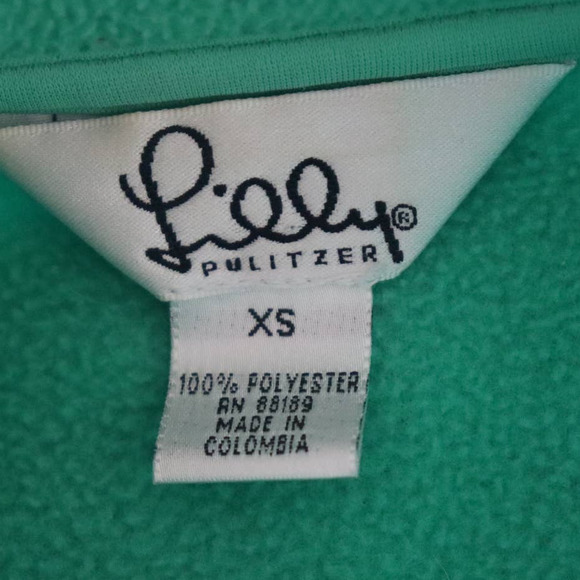 Lilly®
PULITZER
XS
100% POLYESTER
RN 88189
MADE IN
COLOMBIA